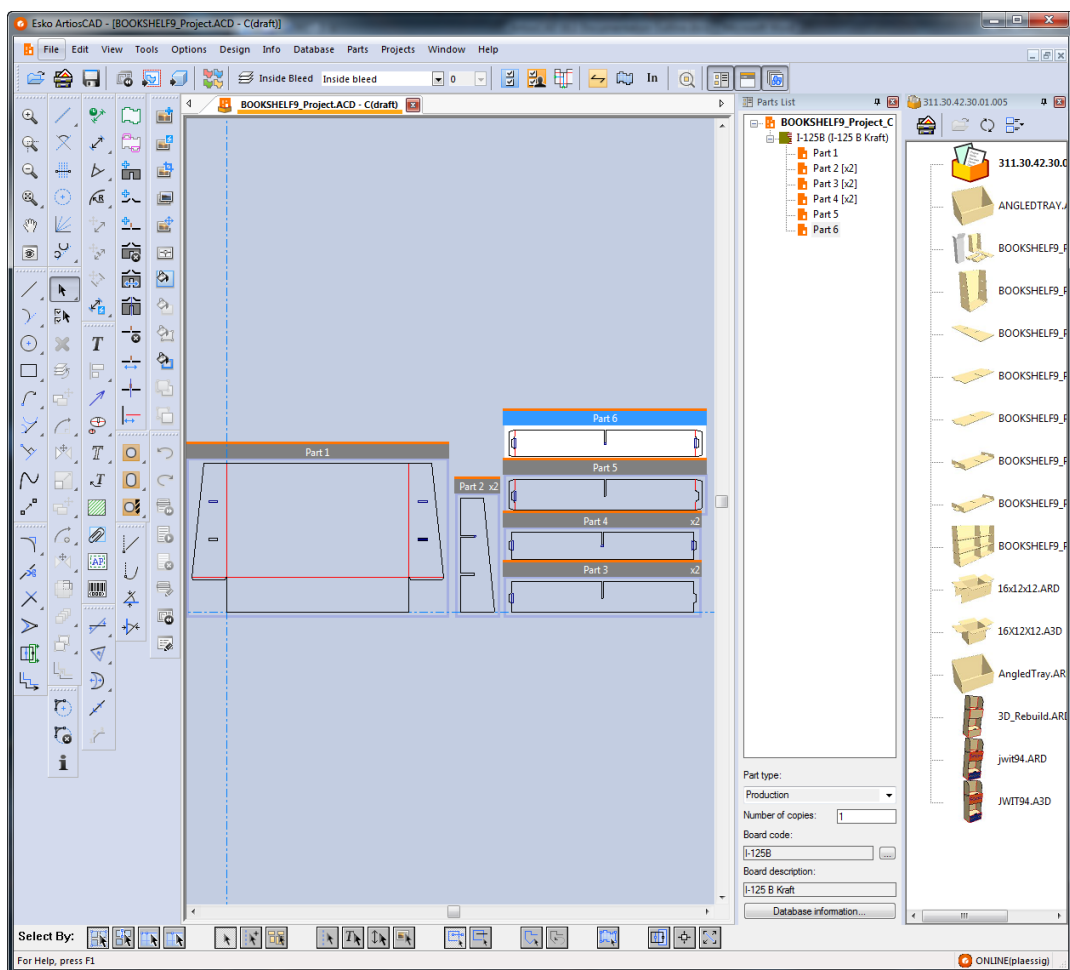 Esko ArtiosCAD - [BOOKSHELF9_Project.ACD - C(draft)]
File Edit View Tools Options Design Info Database Parts Projects Window Help
Inside Bleed Inside bleed 0 In
BOOKSHELF9_Project.ACD - C(draft)
Parts List
BOOKSHELF9_Project_C
I-125B (I-125 B Kraft)
Part 1
Part 2 [x2]
Part 3 [x2]
Part 4 [x2]
Part 5
Part 6
311.30.42.30.01.005
311.30.42.30.0
ANGLEDTRAY.A
BOOKSHELF9_P
BOOKSHELF9_P
BOOKSHELF9_P
BOOKSHELF9_P
BOOKSHELF9_P
BOOKSHELF9_P
BOOKSHELF9_P
BOOKSHELF9_P
16x12x12.ARD
16X12X12.A3D
AngledTray.AR
3D_Rebuild.ARD
jwit94.ARD
JWIT94.A3D
Part 6
Part 1
Part 5
Part 2 x2
Part 4 x2
Part 3 x2
Part type:
Production
Number of copies: 1
Board code:
I-125B ...
Board description:
I-125 B Kraft
Database information...
Select By:
For Help, press F1
ONLINE(plaessig)